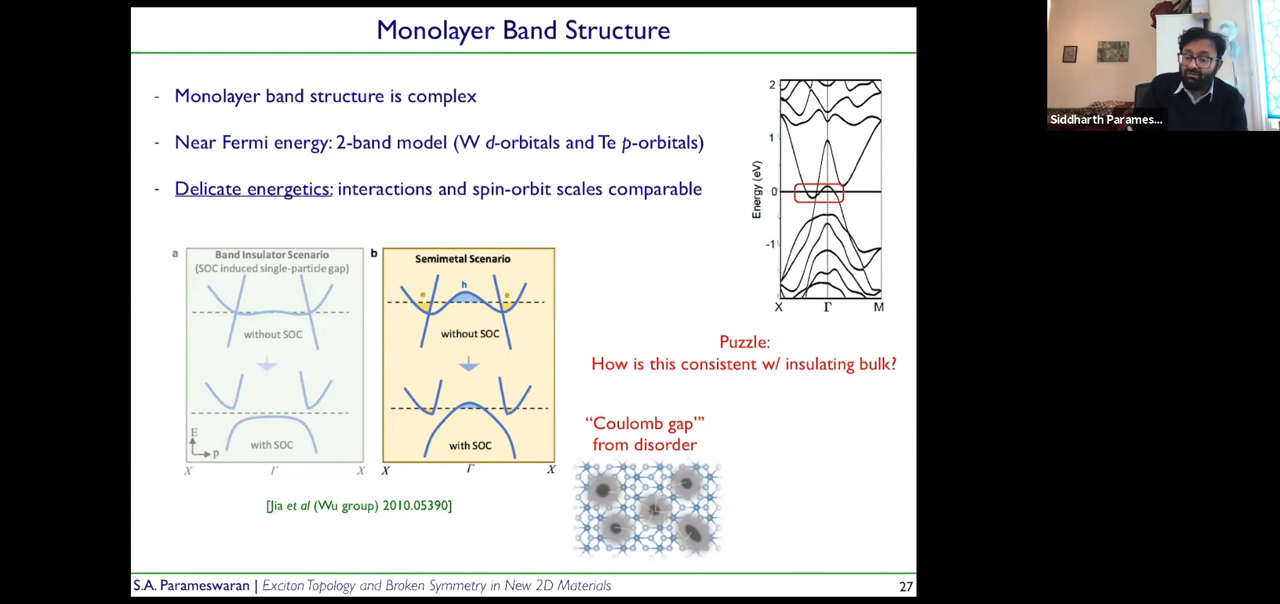 Monolayer Band Structure
- Monolayer band structure is complex
- Near Fermi energy: 2-band model (W d-orbitals and Te p-orbitals)
- Delicate energetics: interactions and spin-orbit scales comparable
a
Band Insulator Scenario
(SOC induced single-particle gap)
without SOC
with SOC
E
p
X Γ X
b
Semimetal Scenario
e h e
without SOC
with SOC
X Γ X
[Jia et al (Wu group) 2010.05390]
2
1
0
-1
Energy (eV)
X Γ M
Puzzle:
How is this consistent w/ insulating bulk?
“Coulomb gap’”
from disorder
S.A. Parameswaran | Exciton Topology and Broken Symmetry in New 2D Materials
27
Siddharth Parames...